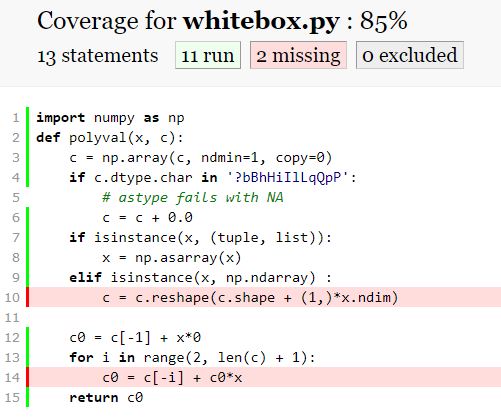 Coverage for whitebox.py : 85%
13 statements 11 run 2 missing 0 excluded
1 import numpy as np
2 def polyval(x, c):
3     c = np.array(c, ndmin=1, copy=0)
4     if c.dtype.char in '?bBhHiIlLqQpP':
5         # astype fails with NA
6         c = c + 0.0
7     if isinstance(x, (tuple, list)):
8         x = np.asarray(x)
9     elif isinstance(x, np.ndarray) :
10         c = c.reshape(c.shape + (1,)*x.ndim)
11
12     c0 = c[-1] + x*0
13     for i in range(2, len(c) + 1):
14         c0 = c[-i] + c0*x
15     return c0